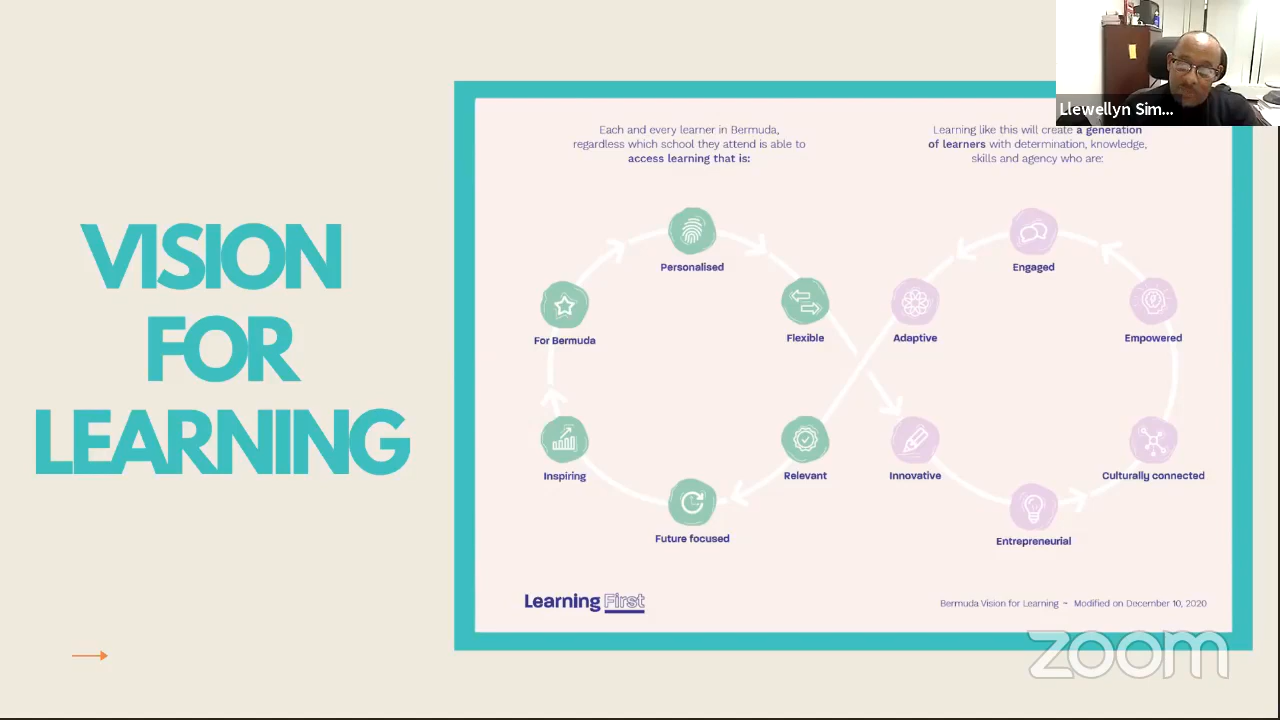 VISION
FOR
LEARNING
Each and every learner in Bermuda,
regardless which school they attend is able to
access learning that is:
Personalised
For Bermuda
Flexible
Inspiring
Relevant
Future focused
Learning like this will create a generation
of learners with determination, knowledge,
skills and agency who are:
Engaged
Adaptive
Empowered
Innovative
Culturally connected
Entrepreneurial
Learning First
Bermuda Vision for Learning ~ Modified on December 10, 2020
Llewellyn Sim...
zoom